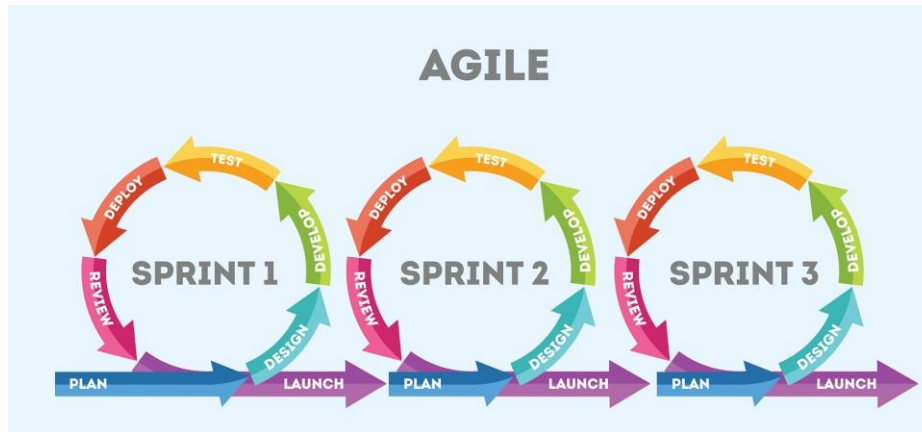 AGILE
TEST
DEPLOY
DEVELOP
SPRINT 1
REVIEW
DESIGN
PLAN
LAUNCH
TEST
DEPLOY
DEVELOP
SPRINT 2
REVIEW
DESIGN
PLAN
LAUNCH
TEST
DEPLOY
DEVELOP
SPRINT 3
REVIEW
DESIGN
PLAN
LAUNCH